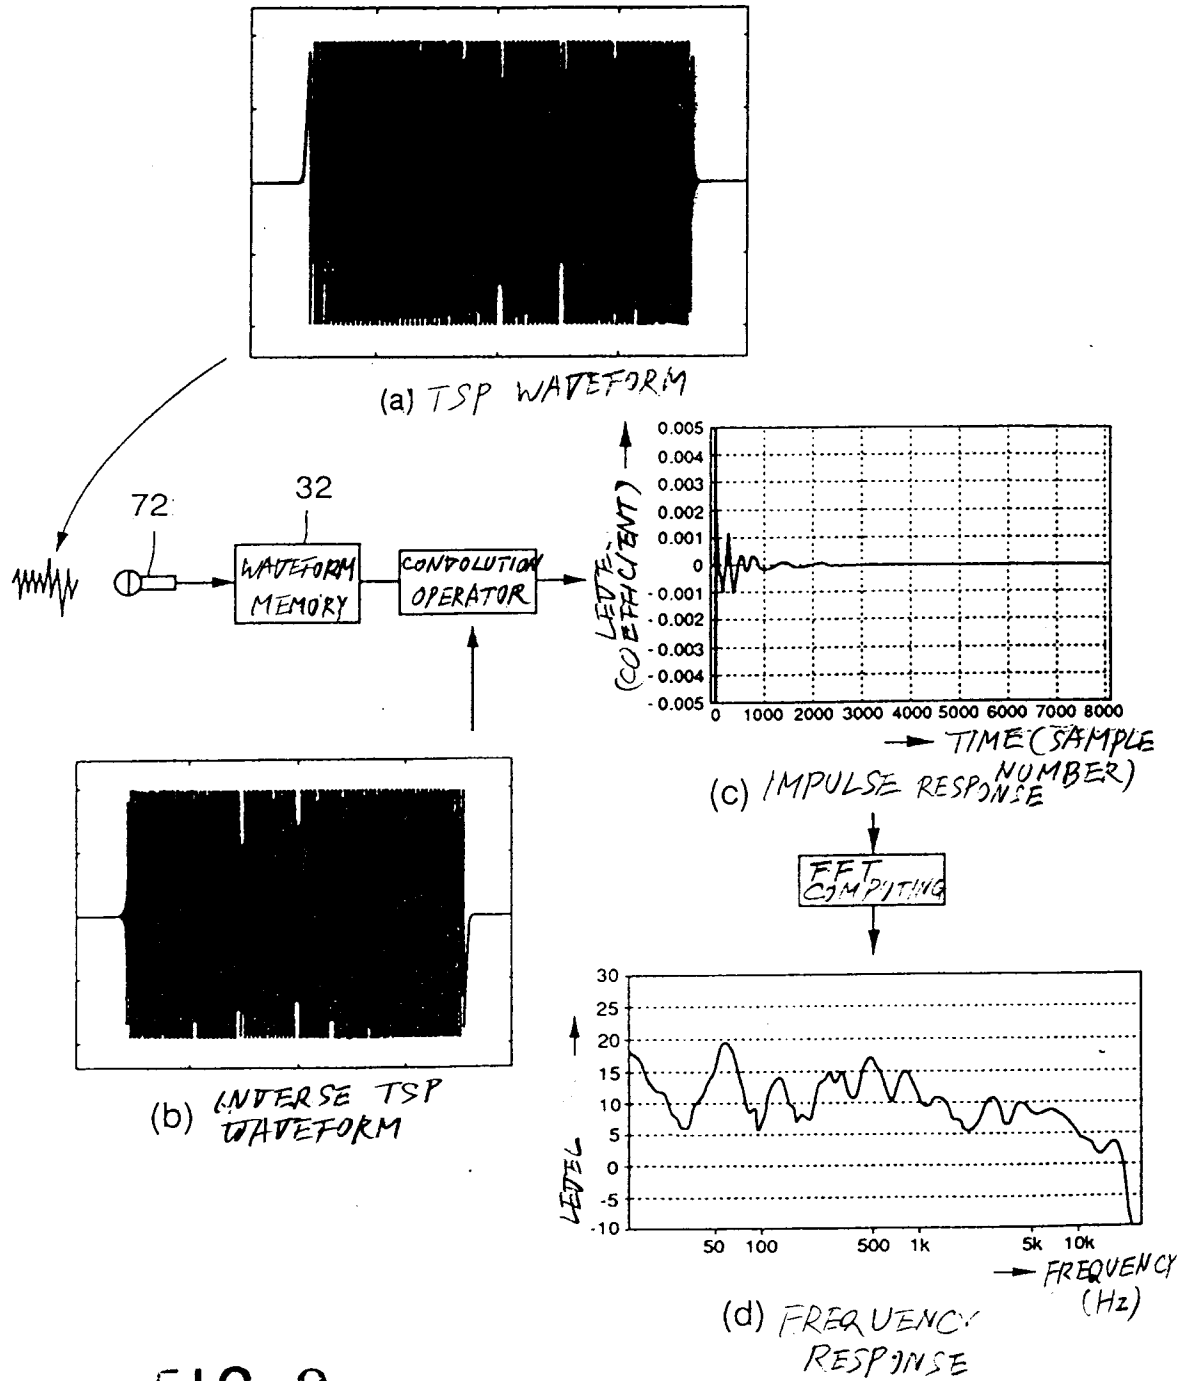 (a) TSP WAVEFORM
72
32
WAVEFORM
MEMORY
CONVOLUTION
OPERATOR
LEVEL
(COEFFICIENT)
0.005
0.004
0.003
0.002
0.001
0
- 0.001
- 0.002
- 0.003
- 0.004
- 0.005
0 1000 2000 3000 4000 5000 6000 7000 8000
TIME (SAMPLE
NUMBER)
(c) IMPULSE RESPONSE
FFT
COMPUTING
(b) INVERSE TSP
WAVEFORM
LEVEL
30
25
20
15
10
5
0
-5
-10
50 100 500 1k 5k 10k
FREQUENCY
(Hz)
(d) FREQUENCY
RESPONSE